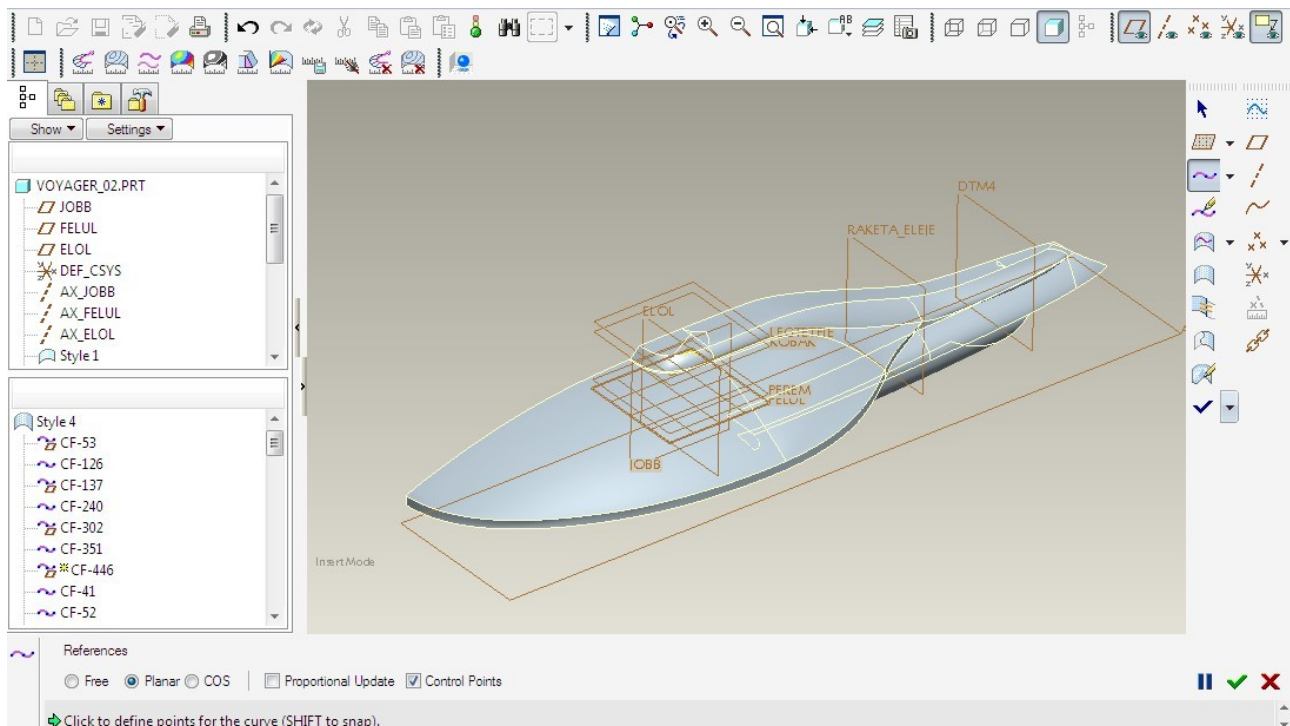 Show Settings
VOYAGER_02.PRT
JOBB
FELUL
ELOL
DEF_CSYS
AX_JOBB
AX_FELUL
AX_ELOL
Style 1
Style 4
CF-53
CF-126
CF-137
CF-240
CF-302
CF-351
CF-446
CF-41
CF-52
DTM4
RAKETA_ELEJE
ELOL
KOBAK
PEREM
FELUL
JOBB
Insert Mode
References
Free Planar COS Proportional Update Control Points
Click to define points for the curve (SHIFT to snap).